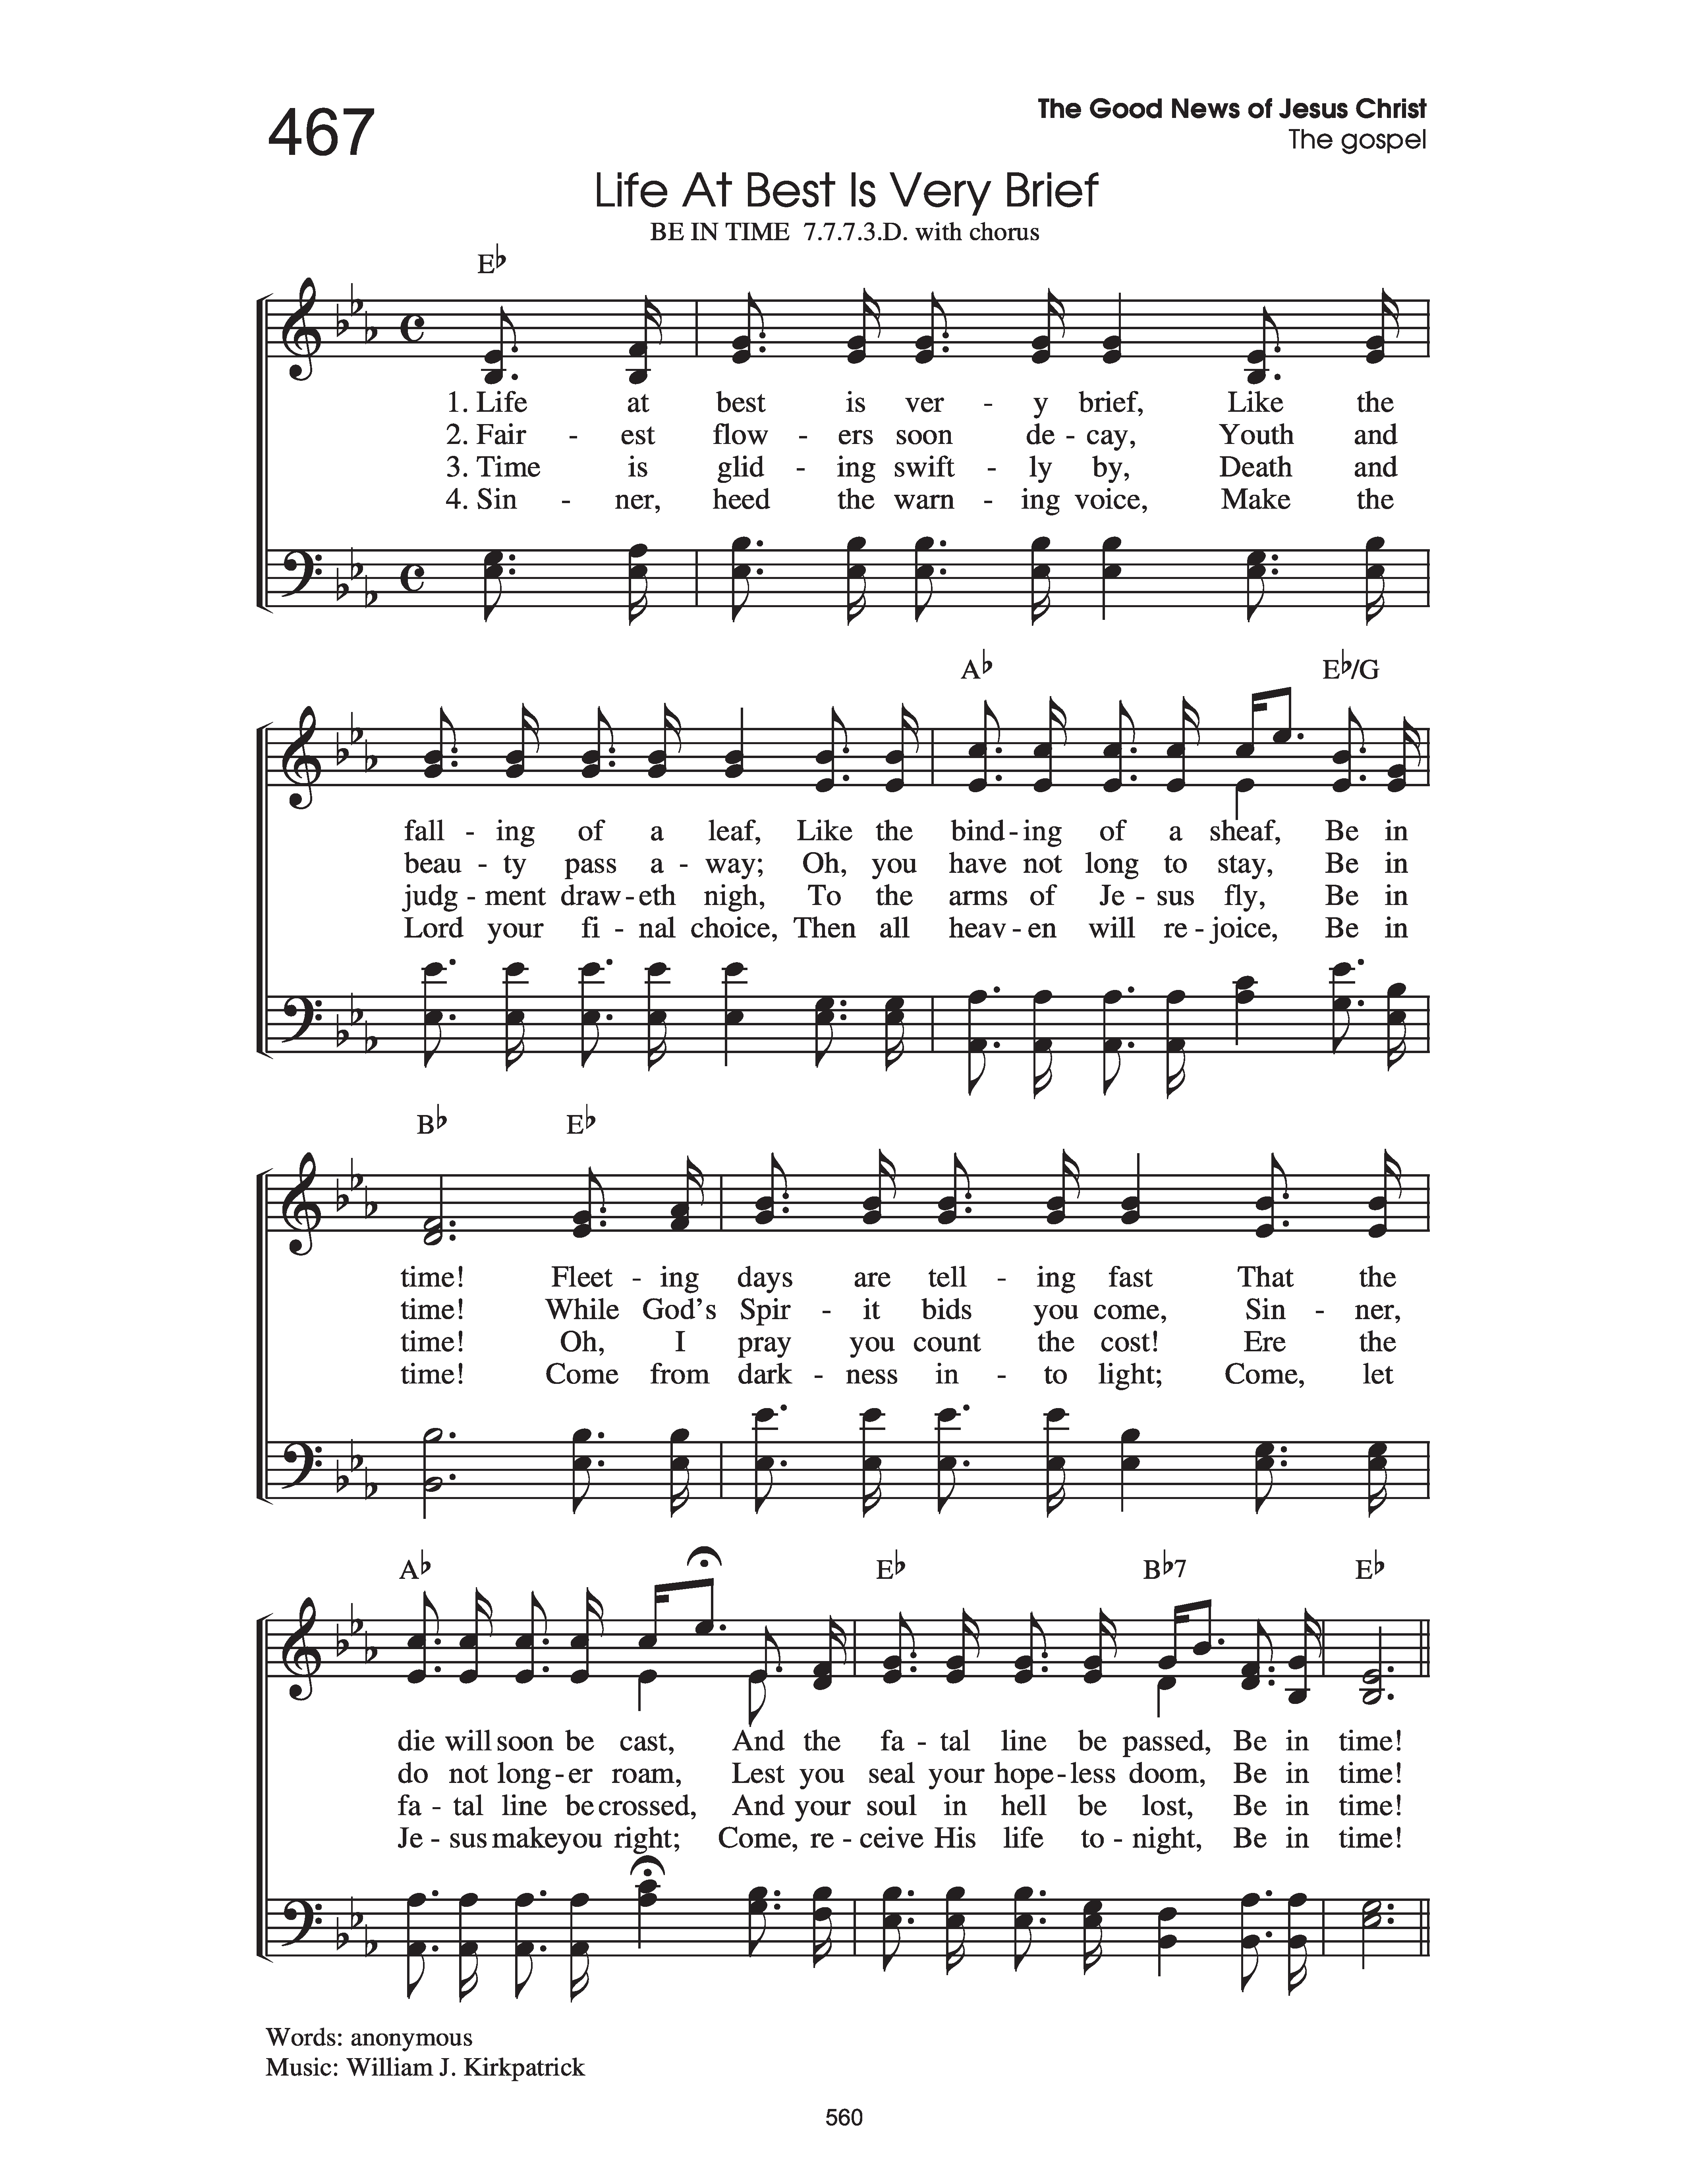 467
The Good News of Jesus Christ
The gospel
Life At Best Is Very Brief
BE IN TIME 7.7.7.3.D. with chorus
E♭
1. Life at best is ver - y brief, Like the
2. Fair - est flow - ers soon de - cay, Youth and
3. Time is glid - ing swift - ly by, Death and
4. Sin - ner, heed the warn - ing voice, Make the
A♭ E♭/G
fall - ing of a leaf, Like the bind - ing of a sheaf, Be in
beau - ty pass a - way; Oh, you have not long to stay, Be in
judg - ment draw - eth nigh, To the arms of Je - sus fly, Be in
Lord your fi - nal choice, Then all heav - en will re - joice, Be in
B♭ E♭
time! Fleet - ing days are tell - ing fast That the
time! While God's Spir - it bids you come, Sin - ner,
time! Oh, I pray you count the cost! Ere the
time! Come from dark - ness in - to light; Come, let
A♭ E♭ B♭7 E♭
die will soon be cast, And the fa - tal line be passed, Be in time!
do not long - er roam, Lest you seal your hope - less doom, Be in time!
fa - tal line be crossed, And your soul in hell be lost, Be in time!
Je - sus make you right; Come, re - ceive His life to - night, Be in time!
Words: anonymous
Music: William J. Kirkpatrick
560